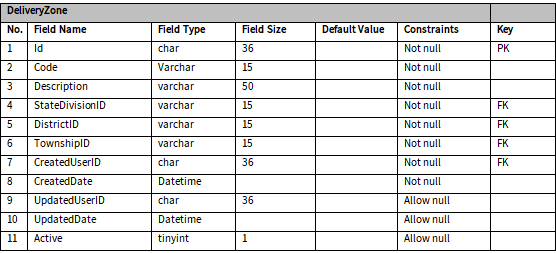 DeliveryZone
No. Field Name Field Type Field Size Default Value Constraints Key
1 Id char 36 Not null PK
2 Code Varchar 15 Not null
3 Description varchar 50 Not null
4 StateDivisionID varchar 15 Not null FK
5 DistrictID varchar 15 Not null FK
6 TownshipID varchar 15 Not null FK
7 CreatedUserID char 36 Not null FK
8 CreatedDate Datetime Not null
9 UpdatedUserID char 36 Allow null
10 UpdatedDate Datetime Allow null
11 Active tinyint 1 Allow null